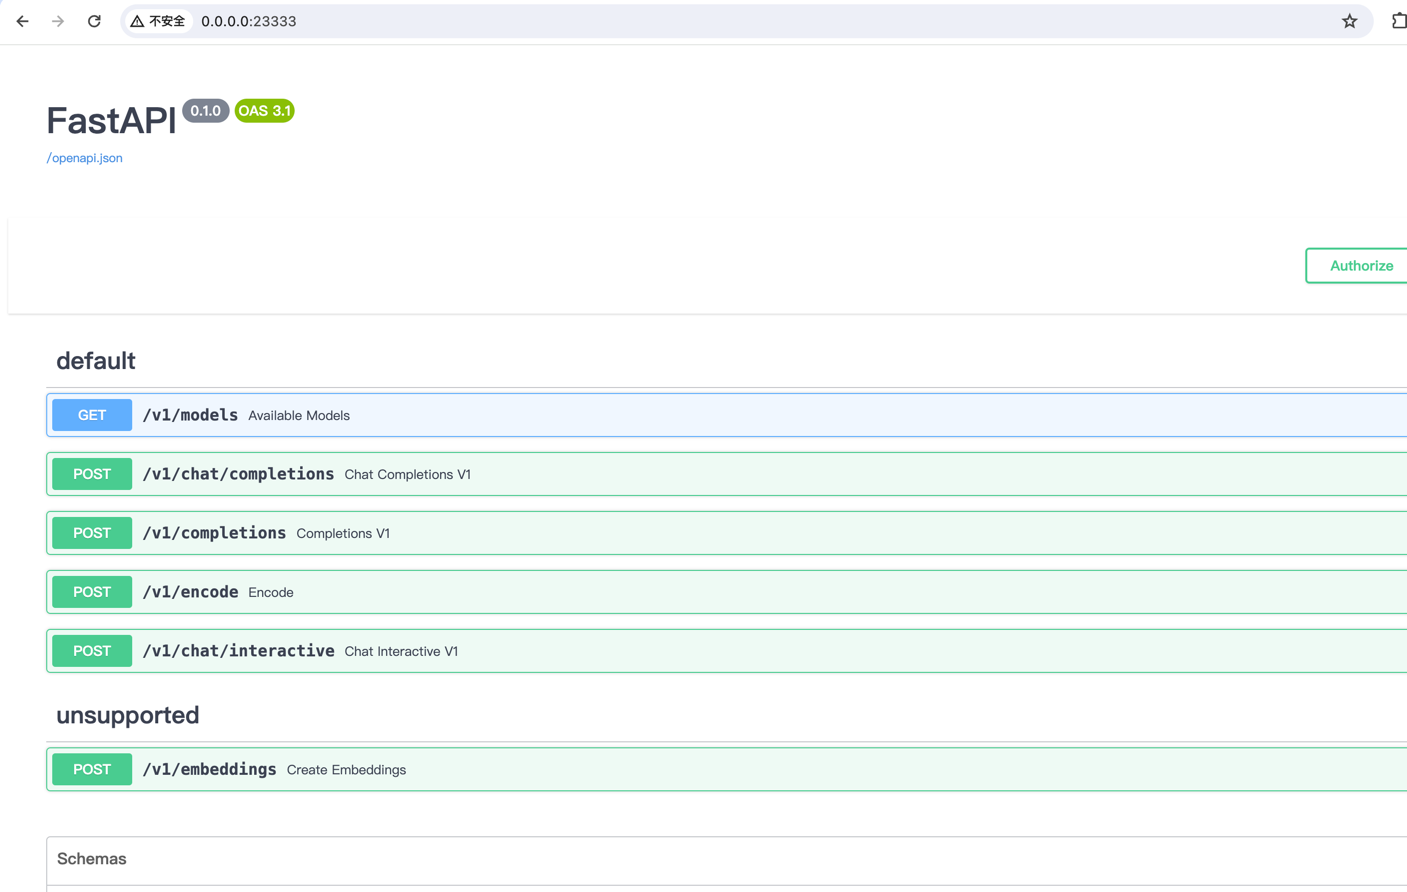 不安全 0.0.0.0:23333
FastAPI 0.1.0 OAS 3.1
/openapi.json
Authorize
default
GET /v1/models Available Models
POST /v1/chat/completions Chat Completions V1
POST /v1/completions Completions V1
POST /v1/encode Encode
POST /v1/chat/interactive Chat Interactive V1
unsupported
POST /v1/embeddings Create Embeddings
Schemas